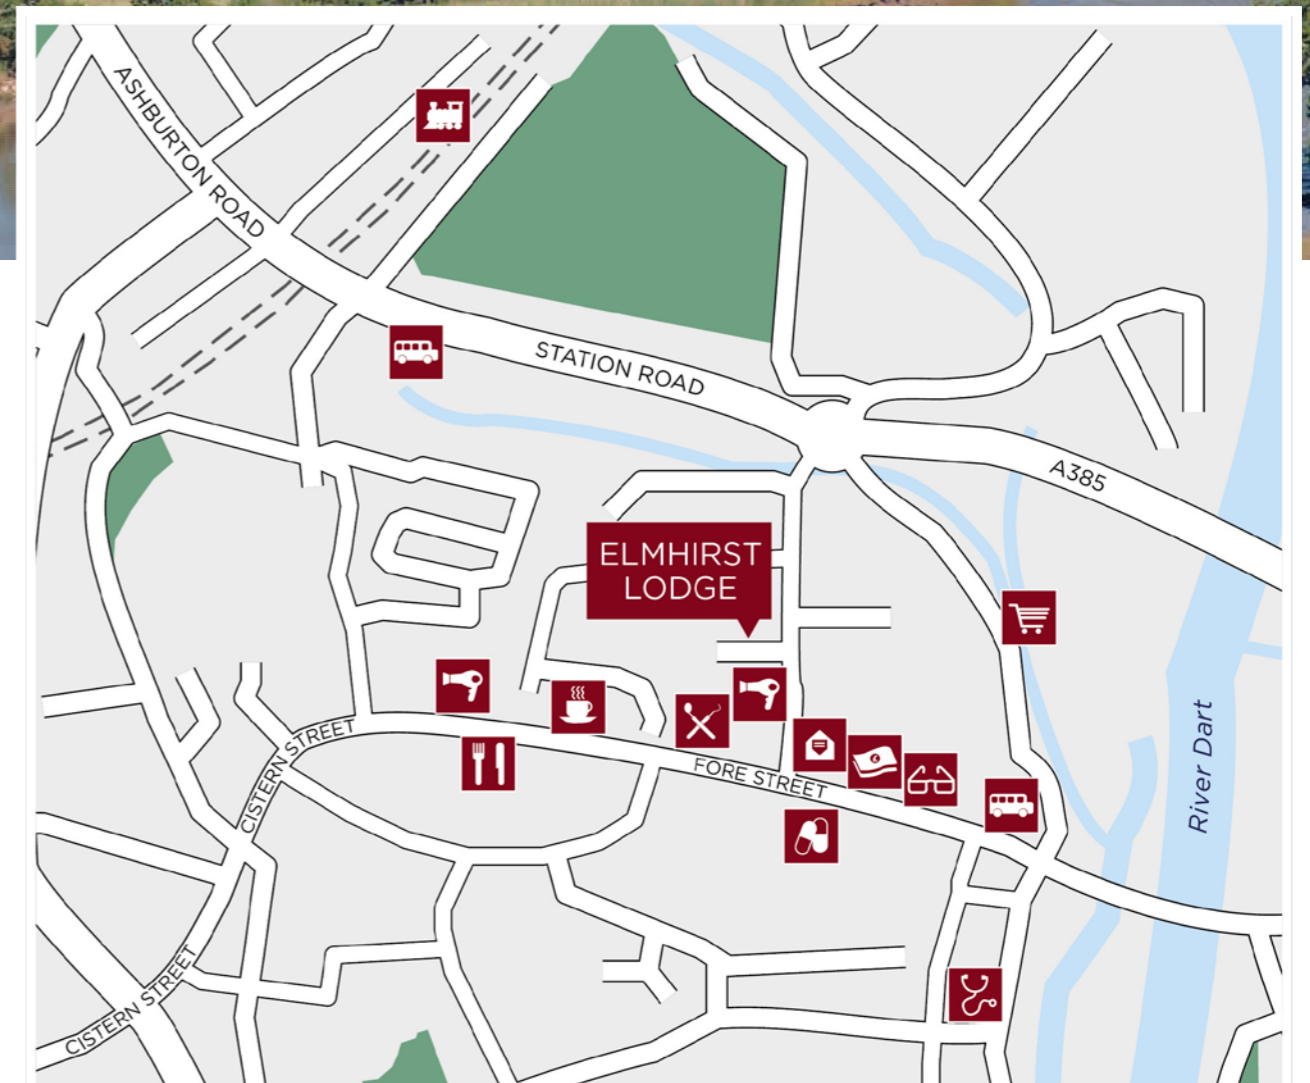 ASHBURTON ROAD
STATION ROAD
A385
ELMHIRST
LODGE
River Dart
CISTERN STREET
FORE STREET
CISTERN STREET